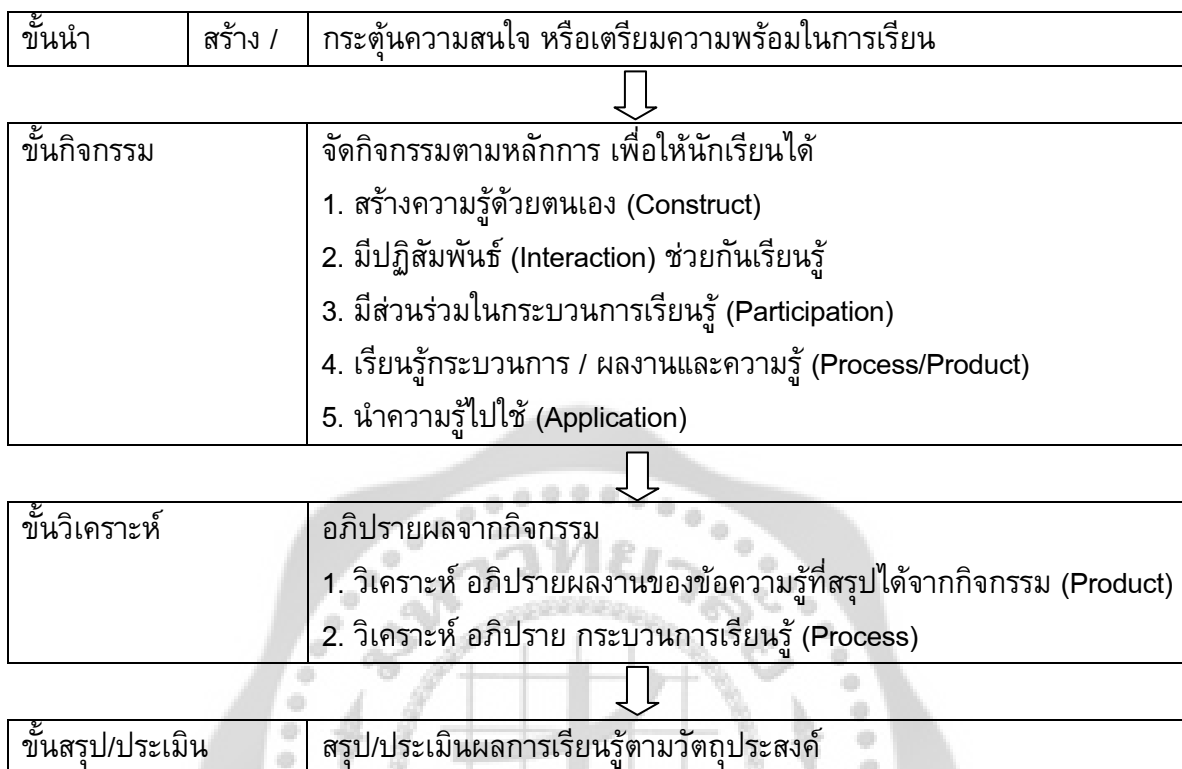 ขั้นนำ สร้าง / กระตุ้นความสนใจ หรือเตรียมความพร้อมในการเรียน
ขั้นกิจกรรม จัดกิจกรรมตามหลักการ เพื่อให้นักเรียนได้
1. สร้างความรู้ด้วยตนเอง (Construct)
2. มีปฏิสัมพันธ์ (Interaction) ช่วยกันเรียนรู้
3. มีส่วนร่วมในกระบวนการเรียนรู้ (Participation)
4. เรียนรู้กระบวนการ / ผลงานและความรู้ (Process/Product)
5. นำความรู้ไปใช้ (Application)
ขั้นวิเคราะห์ อภิปรายผลจากกิจกรรม
1. วิเคราะห์ อภิปรายผลงานของข้อความรู้ที่สรุปได้จากกิจกรรม (Product)
2. วิเคราะห์ อภิปราย กระบวนการเรียนรู้ (Process)
ขั้นสรุป/ประเมิน สรุป/ประเมินผลการเรียนรู้ตามวัตถุประสงค์